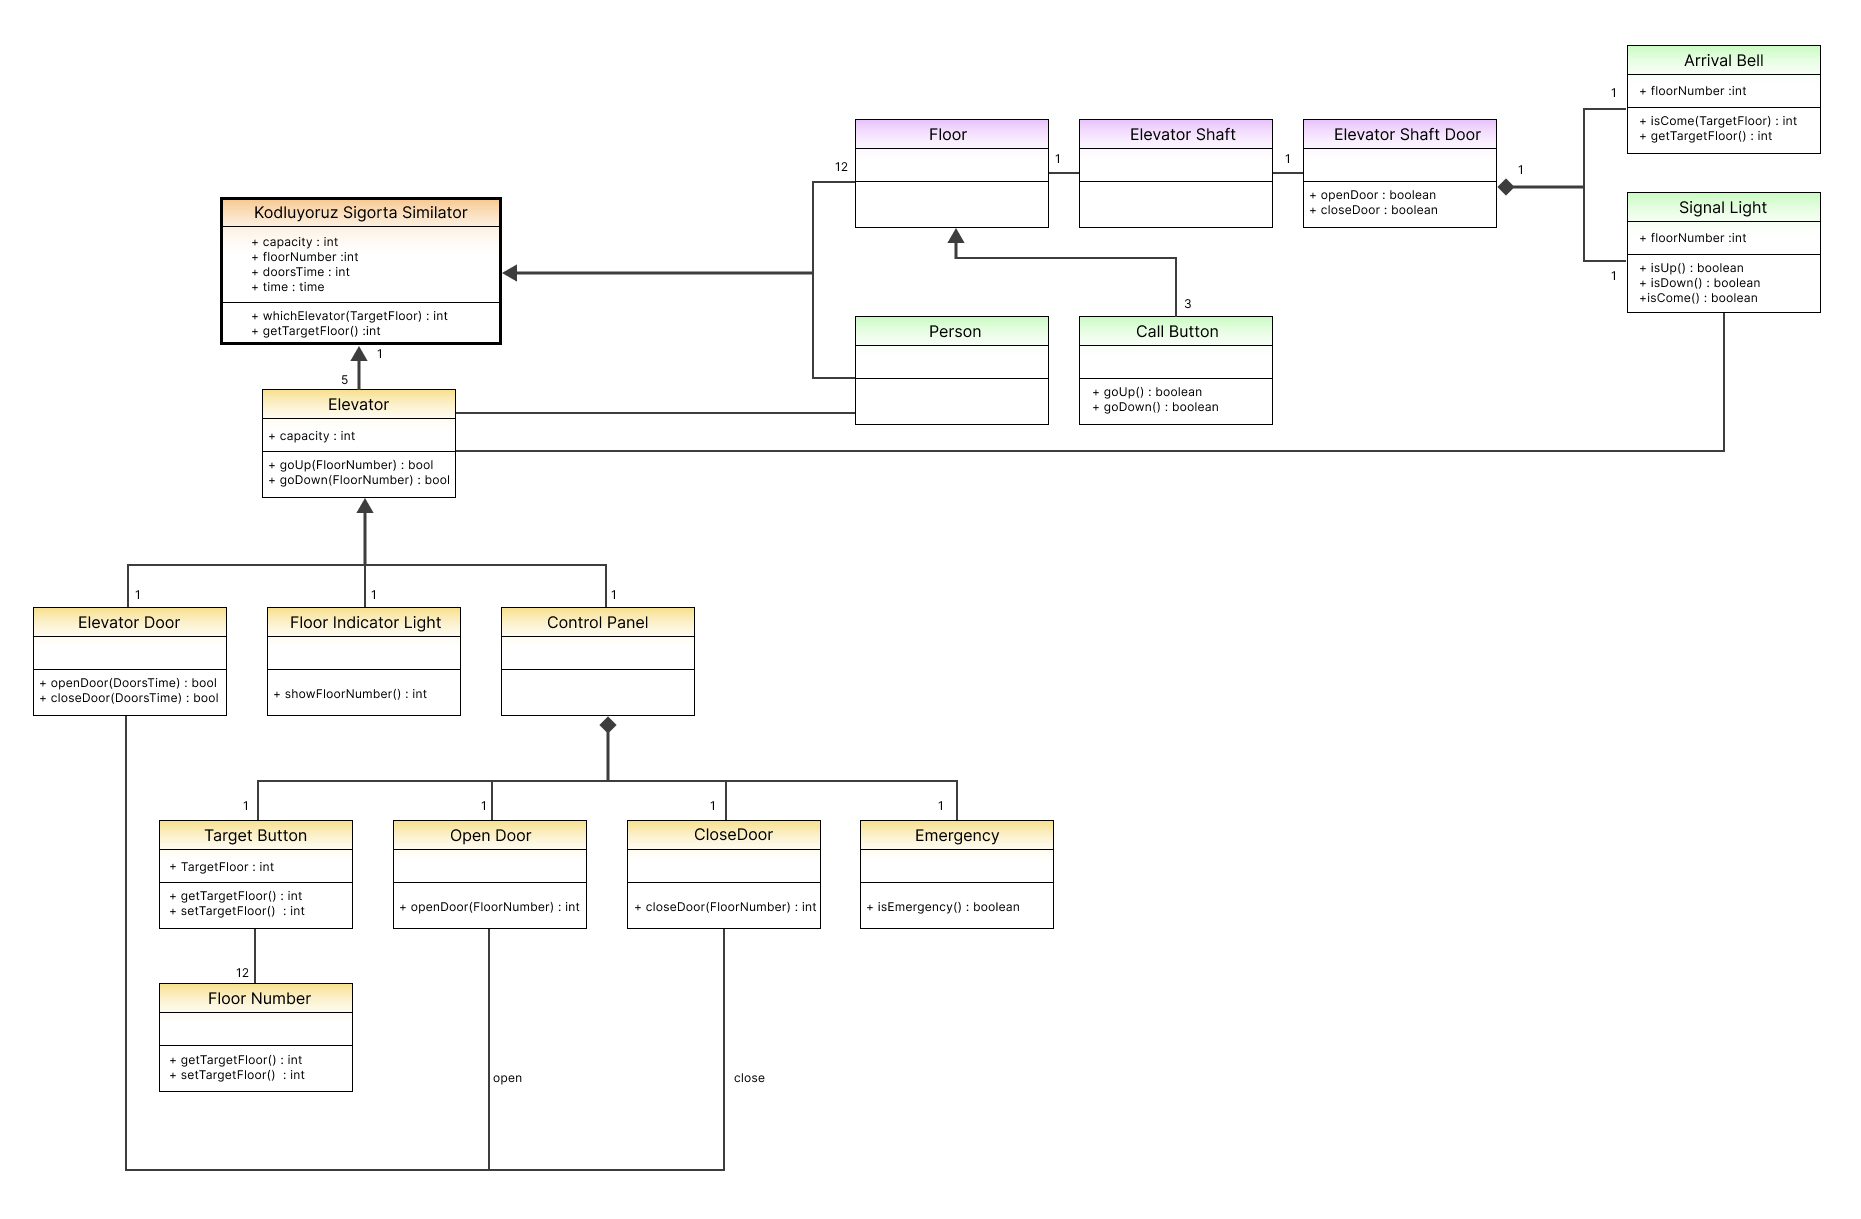 Arrival Bell
+ floorNumber :int
+ isCome(TargetFloor) : int
+ getTargetFloor() : int
1
Floor
12
1
Elevator Shaft
1
Elevator Shaft Door
+ openDoor : boolean
+ closeDoor : boolean
1
Signal Light
+ floorNumber :int
+ isUp() : boolean
+ isDown() : boolean
+isCome() : boolean
1
Kodluyoruz Sigorta Similator
+ capacity : int
+ floorNumber :int
+ doorsTime : int
+ time : time
+ whichElevator(TargetFloor) : int
+ getTargetFloor() :int
1
5
Person
3
Call Button
+ goUp() : boolean
+ goDown() : boolean
Elevator
+ capacity : int
+ goUp(FloorNumber) : bool
+ goDown(FloorNumber) : bool
1
1
1
Elevator Door
+ openDoor(DoorsTime) : bool
+ closeDoor(DoorsTime) : bool
Floor Indicator Light
+ showFloorNumber() : int
Control Panel
1
1
1
1
Target Button
+ TargetFloor : int
+ getTargetFloor() : int
+ setTargetFloor()  : int
Open Door
+ openDoor(FloorNumber) : int
CloseDoor
+ closeDoor(FloorNumber) : int
Emergency
+ isEmergency() : boolean
12
Floor Number
+ getTargetFloor() : int
+ setTargetFloor()  : int
open
close